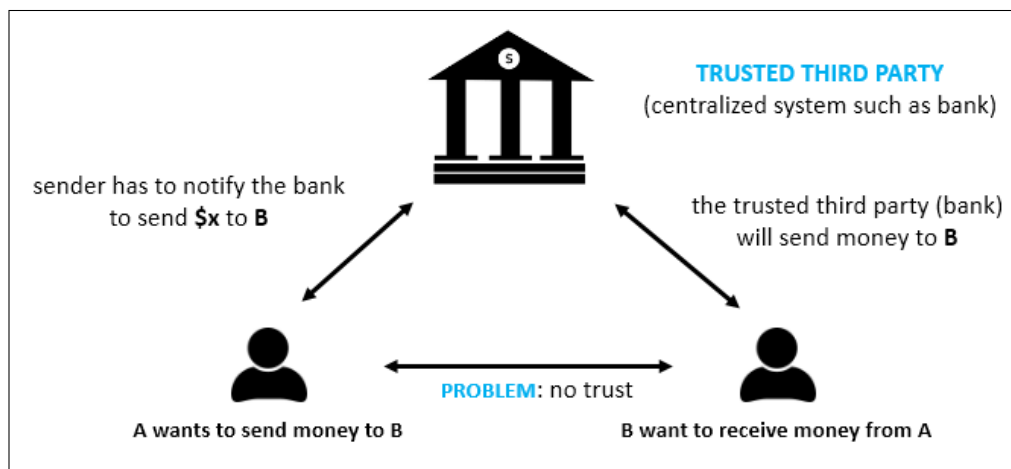 S
TRUSTED THIRD PARTY
(centralized system such as bank)
sender has to notify the bank
to send $x to B
the trusted third party (bank)
will send money to B
PROBLEM: no trust
A wants to send money to B
B want to receive money from A